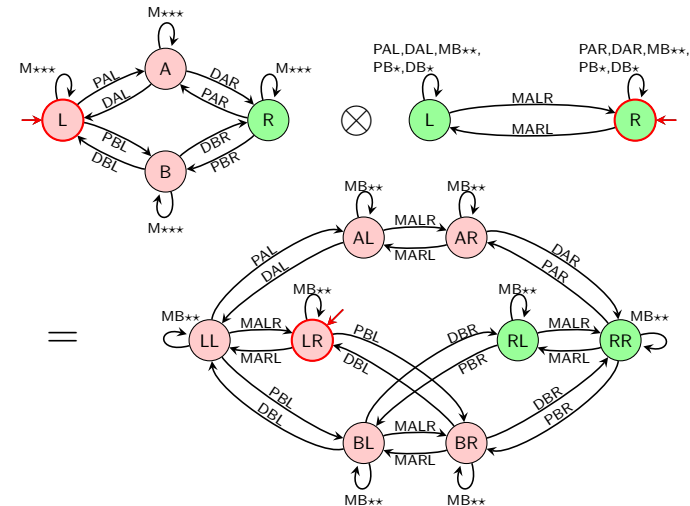 M⋆⋆⋆
M⋆⋆⋆
M⋆⋆⋆
M⋆⋆⋆
PAL
DAL
DAR
PAR
PBL
DBL
DBR
PBR
L
A
R
B
⊗
PAL,DAL,MB⋆⋆,
PB⋆,DB⋆
PAR,DAR,MB⋆⋆,
PB⋆,DB⋆
L
MALR
MARL
R
=
MB⋆⋆
MB⋆⋆
AL
MALR
MARL
AR
PAL
DAL
DAR
PAR
MB⋆⋆
MB⋆⋆
MB⋆⋆
MB⋆⋆
LL
MALR
MARL
LR
PBL
DBL
DBR
PBR
RL
MALR
MARL
RR
PBL
DBL
DBR
PBR
BL
MALR
MARL
BR
MB⋆⋆
MB⋆⋆